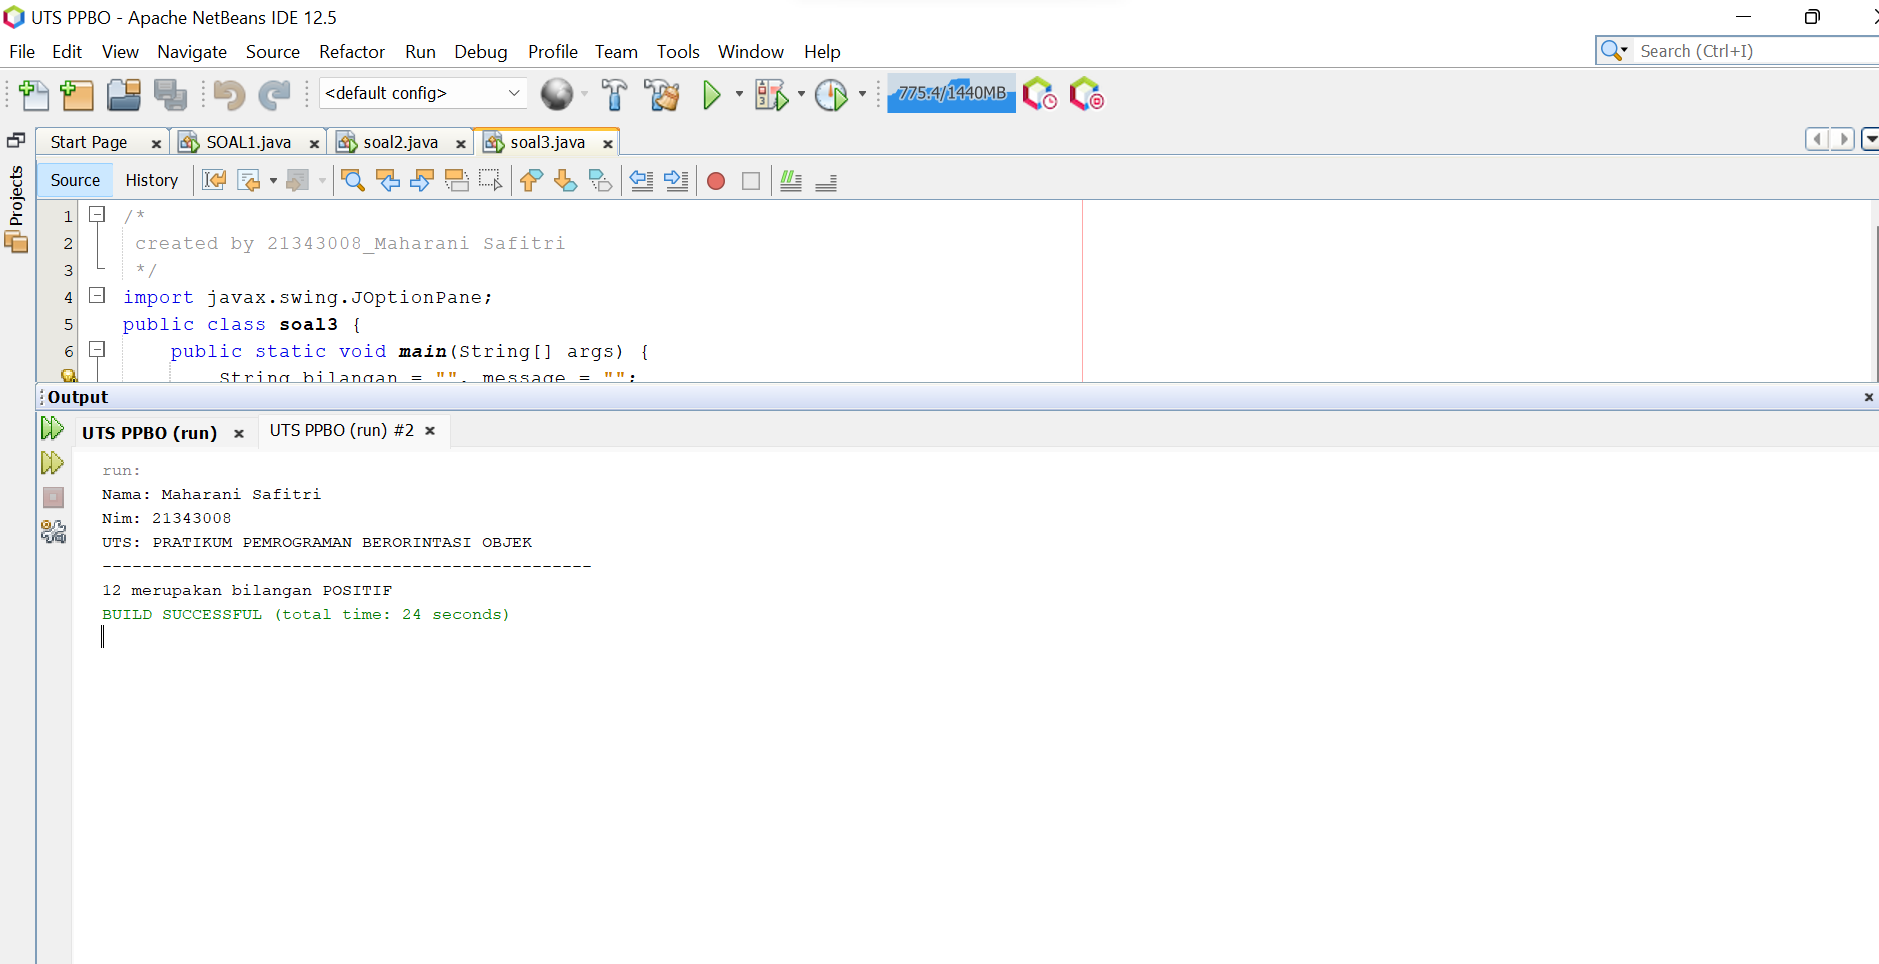 UTS PPBO - Apache NetBeans IDE 12.5
File Edit View Navigate Source Refactor Run Debug Profile Team Tools Window Help
Search (Ctrl+I)
<default config>
775.4/1440MB
Start Page
SOAL1.java
soal2.java
soal3.java
Projects
Source History
1 /*
2 created by 21343008_Maharani Safitri
3 */
4 import javax.swing.JOptionPane;
5 public class soal3 {
6 public static void main(String[] args) {
String bilangan = "", message = "";
Output
UTS PPBO (run)
UTS PPBO (run) #2
run:
Nama: Maharani Safitri
Nim: 21343008
UTS: PRATIKUM PEMROGRAMAN BERORINTASI OBJEK
-------------------------------------------------
12 merupakan bilangan POSITIF
BUILD SUCCESSFUL (total time: 24 seconds)